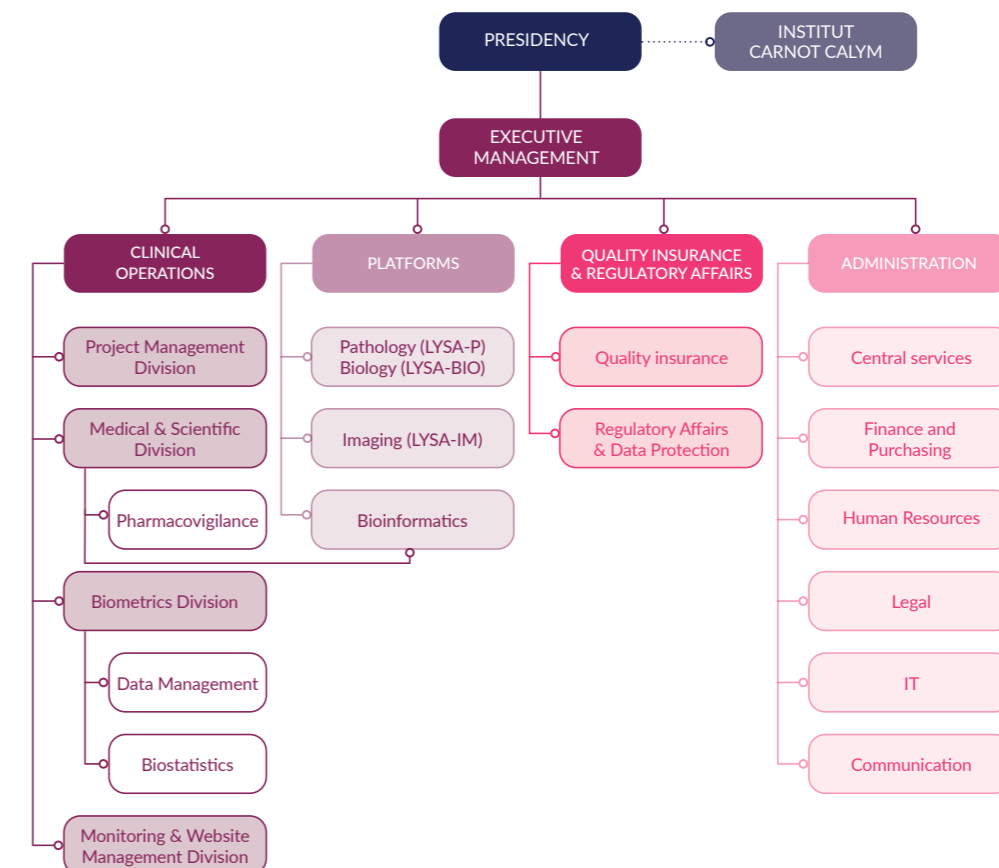 PRESIDENCY
INSTITUT
CARNOT CALYM
EXECUTIVE
MANAGEMENT
CLINICAL
OPERATIONS
Project Management
Division
Medical & Scientific
Division
Pharmacovigilance
Biometrics Division
Data Management
Biostatistics
Monitoring & Website
Management Division
PLATFORMS
Pathology (LYSA-P)
Biology (LYSA-BIO)
Imaging (LYSA-IM)
Bioinformatics
QUALITY INSURANCE
& REGULATORY AFFAIRS
Quality insurance
Regulatory Affairs
& Data Protection
ADMINISTRATION
Central services
Finance and
Purchasing
Human Resources
Legal
IT
Communication